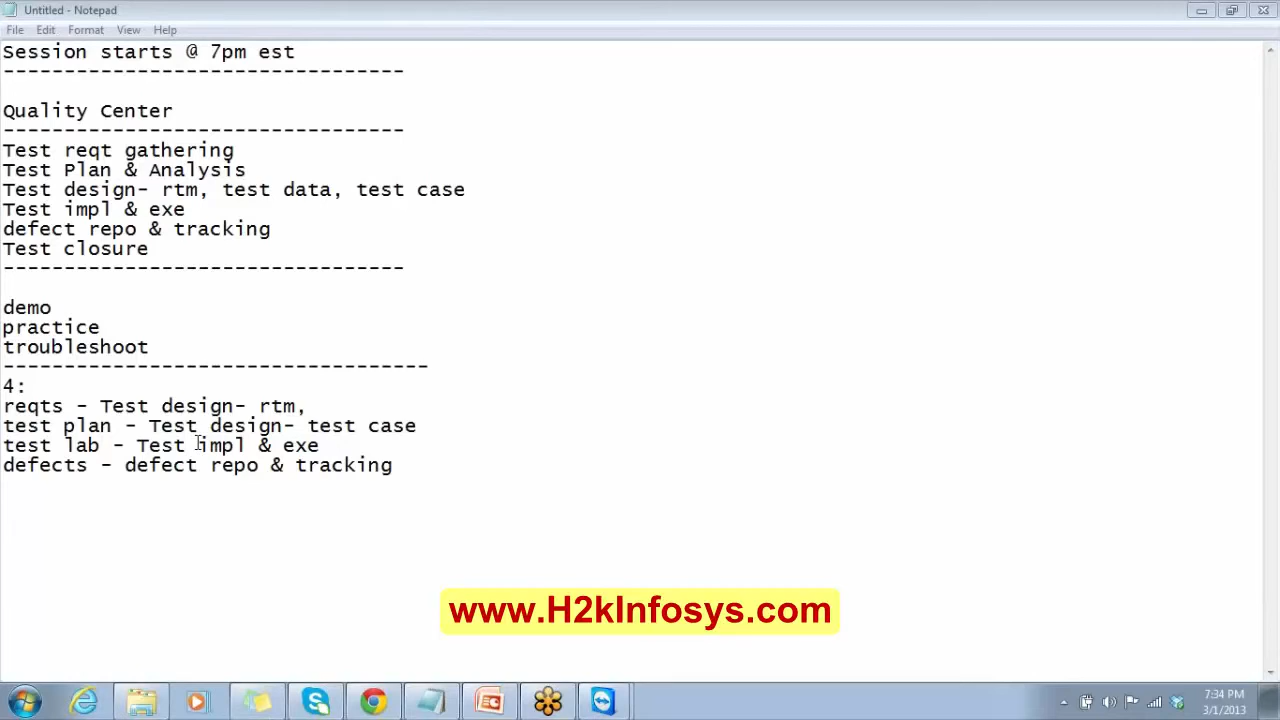 Untitled - Notepad
File Edit Format View Help
Session starts @ 7pm est
---------------------------------
Quality Center
---------------------------------
Test reqt gathering
Test Plan & Analysis
Test design- rtm, test data, test case
Test impl & exe
defect repo & tracking
Test closure
---------------------------------
demo
practice
troubleshoot
-----------------------------------
4:
reqts - Test design- rtm,
test plan - Test design- test case
test lab - Test impl & exe
defects - defect repo & tracking
www.H2kInfosys.com
7:34 PM
3/1/2013